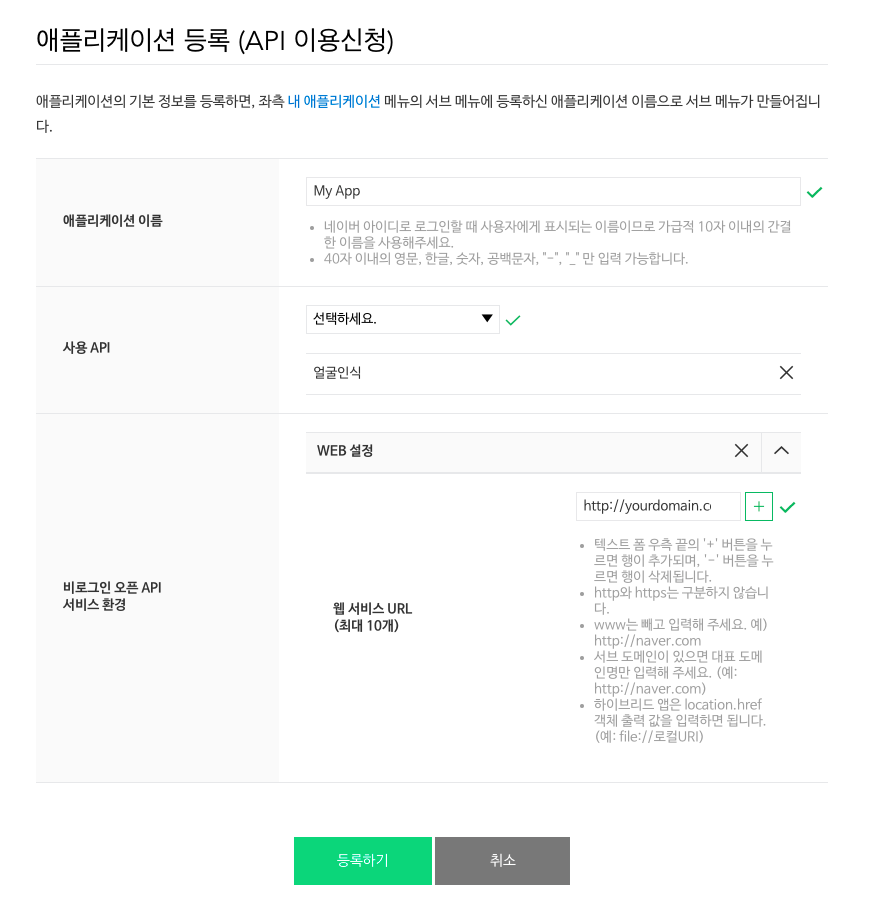 애플리케이션 등록 (API 이용신청)
애플리케이션의 기본 정보를 등록하면, 좌측 내 애플리케이션 메뉴의 서브 메뉴에 등록하신 애플리케이션 이름으로 서브 메뉴가 만들어집니
다.
애플리케이션 이름
My App
네이버 아이디로 로그인할 때 사용자에게 표시되는 이름이므로 가급적 10자 이내의 간결
한 이름을 사용해주세요.
40자 이내의 영문, 한글, 숫자, 공백문자, "-", "_" 만 입력 가능합니다.
사용 API
선택하세요.
얼굴인식
비로그인 오픈 API
서비스 환경
WEB 설정
웹 서비스 URL
(최대 10개)
http://yourdomain.co
+
텍스트 폼 우측 끝의 '+' 버튼을 누
르면 행이 추가되며, '-' 버튼을 누
르면 행이 삭제됩니다.
http와 https는 구분하지 않습니
다.
www는 빼고 입력해 주세요. 예)
http://naver.com
서브 도메인이 있으면 대표 도메
인명만 입력해 주세요. (예:
http://naver.com)
하이브리드 앱은 location.href
객체 출력 값을 입력하면 됩니다.
(예: file://로컬URI)
등록하기
취소